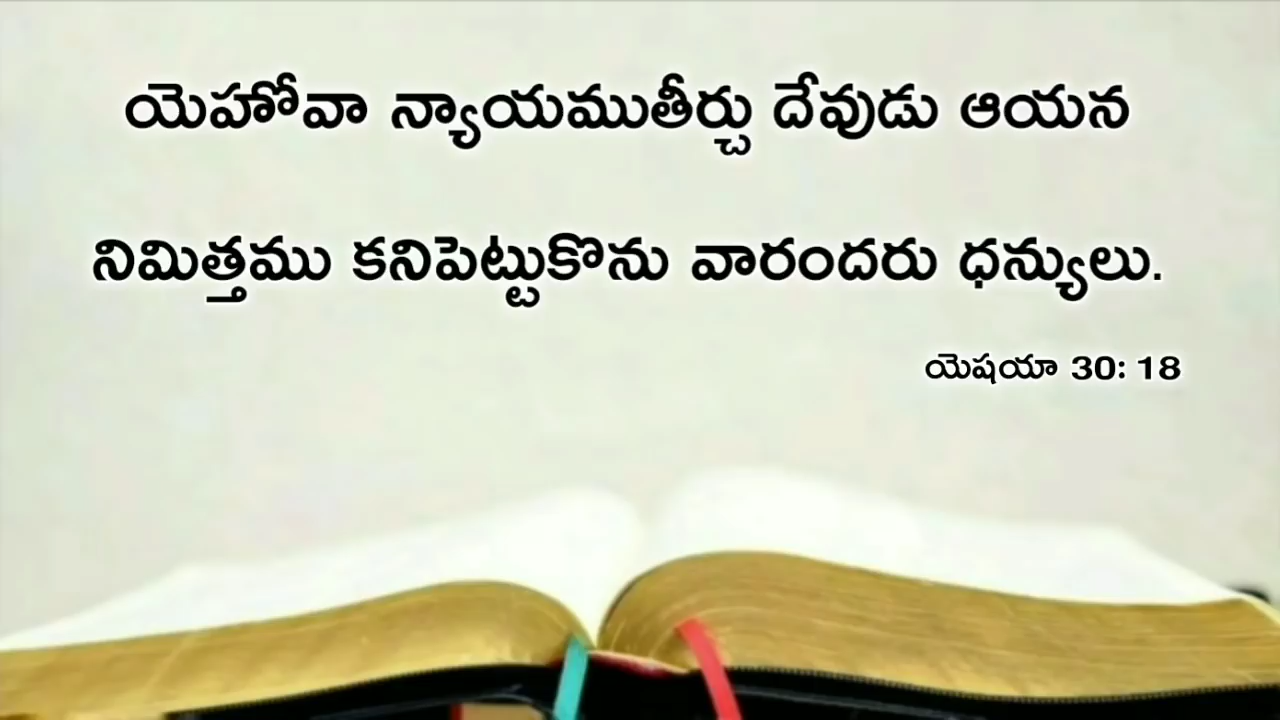 యెహోవా న్యాయముతీర్చు దేవుడు ఆయన
నిమిత్తము కనిపెట్టుకొను వారందరు ధన్యులు.
యెషయా 30: 18